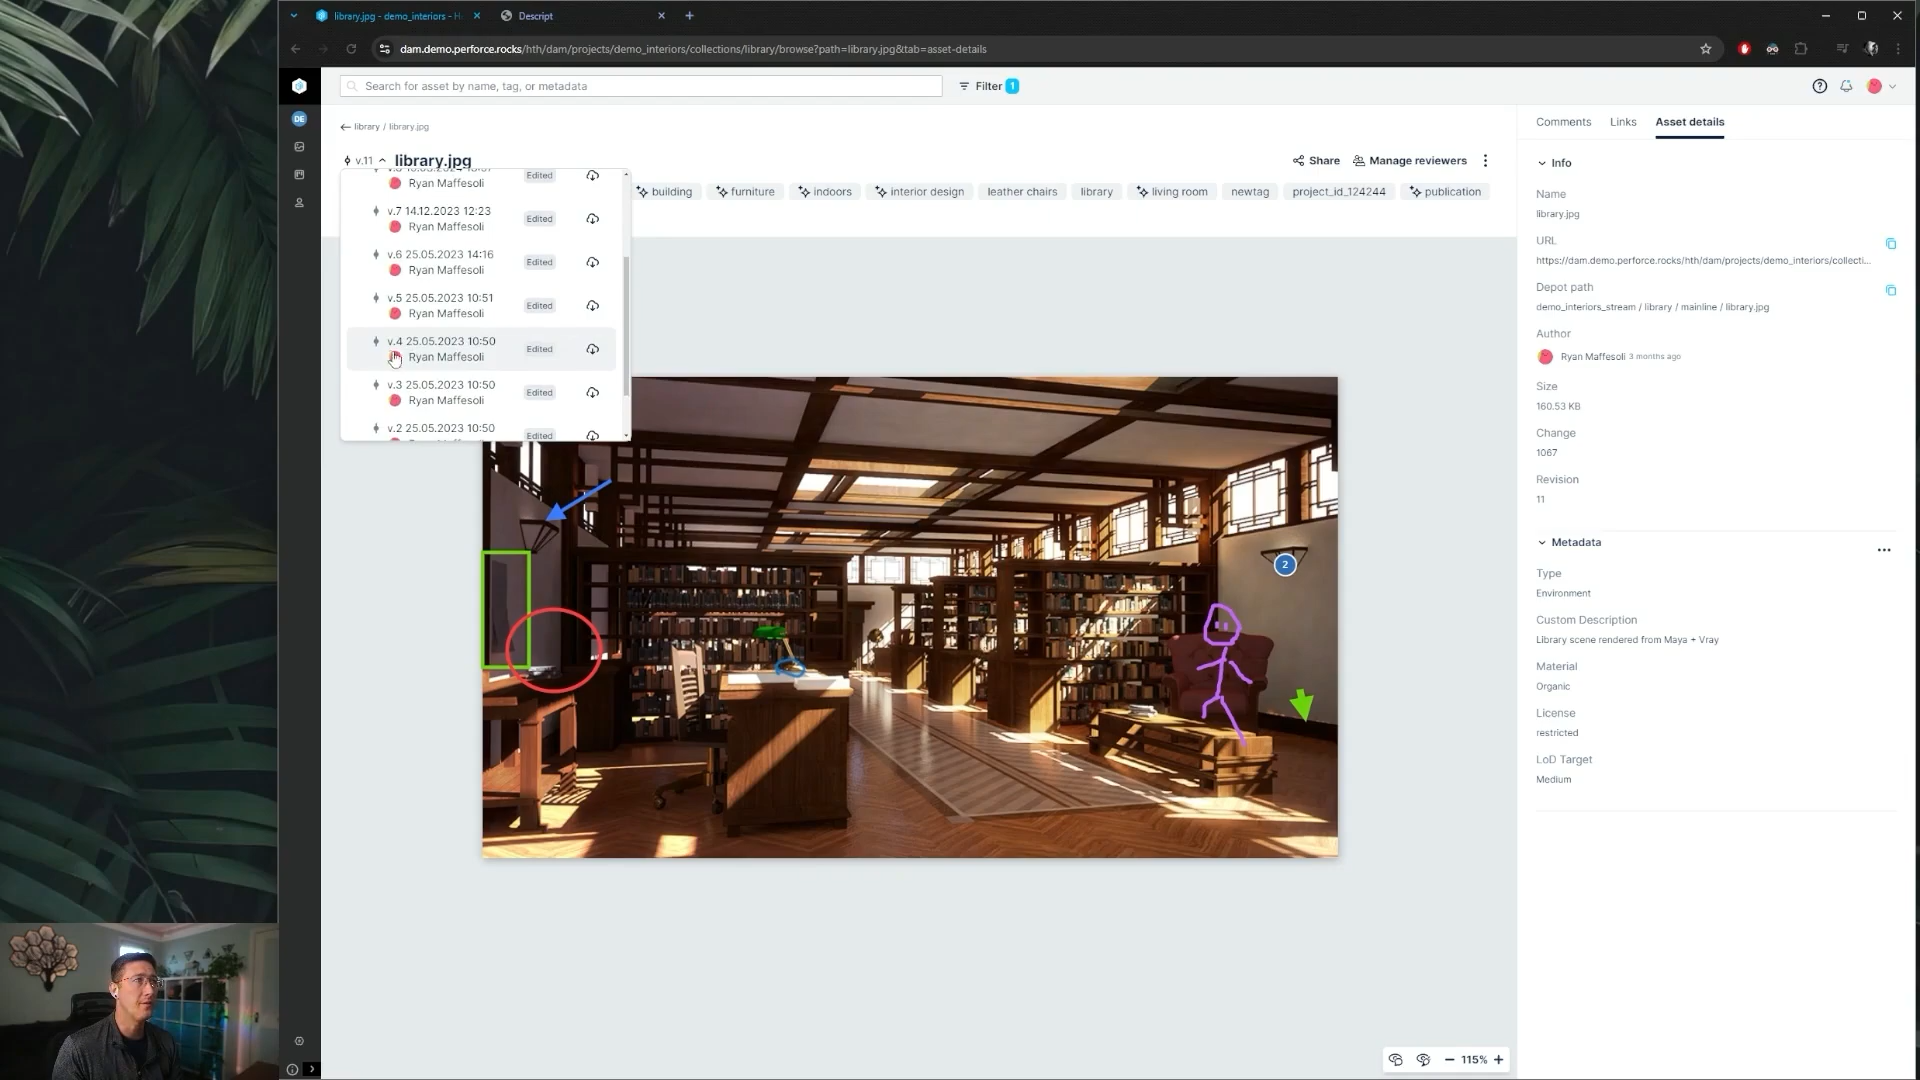 library.jpg - demo_interiors - H
Descript
dam.demo.perforce.rocks/hth/dam/projects/demo_interiors/collections/library/browse?path=library.jpg&tab=asset-details
Search for asset by name, tag, or metadata
Filter 1
DE
library / library.jpg
v.11 library.jpg
Share
Manage reviewers
building
furniture
indoors
interior design
leather chairs
library
living room
newtag
project_id_124244
publication
Ryan Maffesoli
Edited
v.7 14.12.2023 12:23
Ryan Maffesoli
Edited
v.6 25.05.2023 14:16
Ryan Maffesoli
Edited
v.5 25.05.2023 10:51
Ryan Maffesoli
Edited
v.4 25.05.2023 10:50
Ryan Maffesoli
Edited
v.3 25.05.2023 10:50
Ryan Maffesoli
Edited
v.2 25.05.2023 10:50
Edited
2
115%
Comments
Links
Asset details
Info
Name
library.jpg
URL
https://dam.demo.perforce.rocks/hth/dam/projects/demo_interiors/collecti...
Depot path
demo_interiors_stream / library / mainline / library.jpg
Author
Ryan Maffesoli 3 months ago
Size
160.53 KB
Change
1067
Revision
11
Metadata
Type
Environment
Custom Description
Library scene rendered from Maya + Vray
Material
Organic
License
restricted
LoD Target
Medium